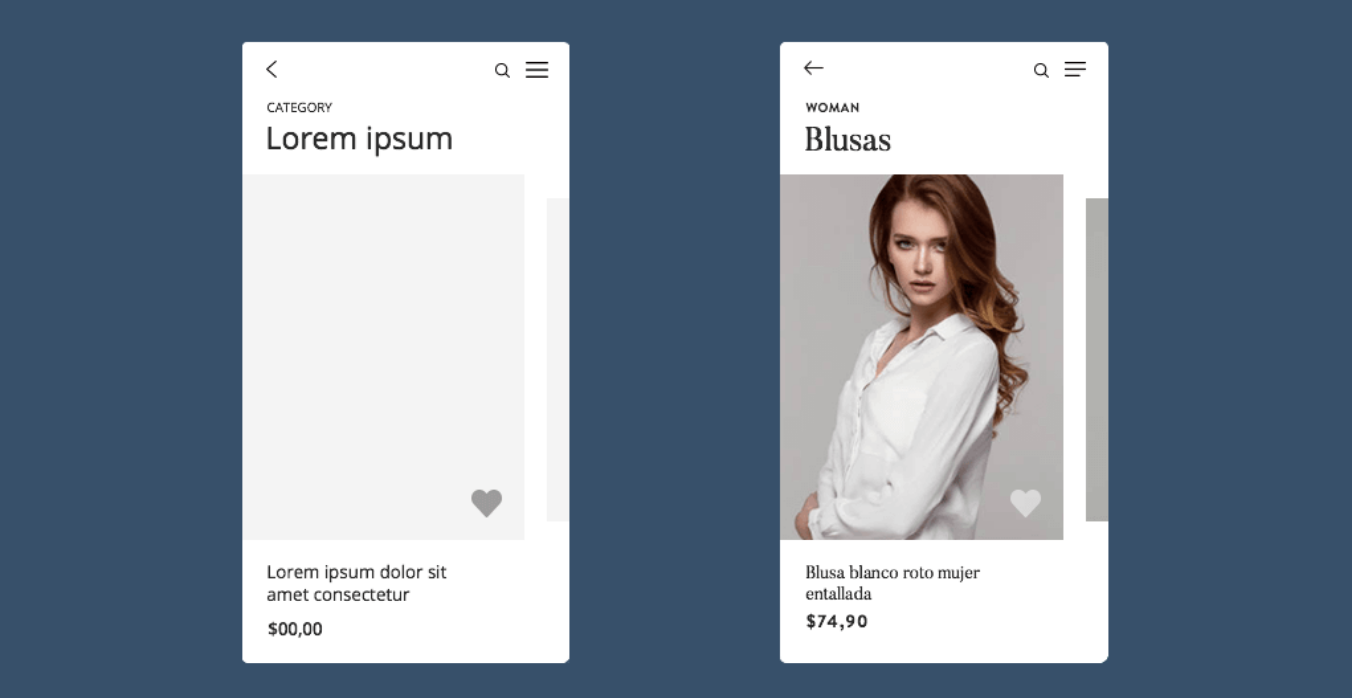 CATEGORY
Lorem ipsum
Lorem ipsum dolor sit
amet consectetur
$00,00
WOMAN
Blusas
Blusa blanco roto mujer
entallada
$74,90